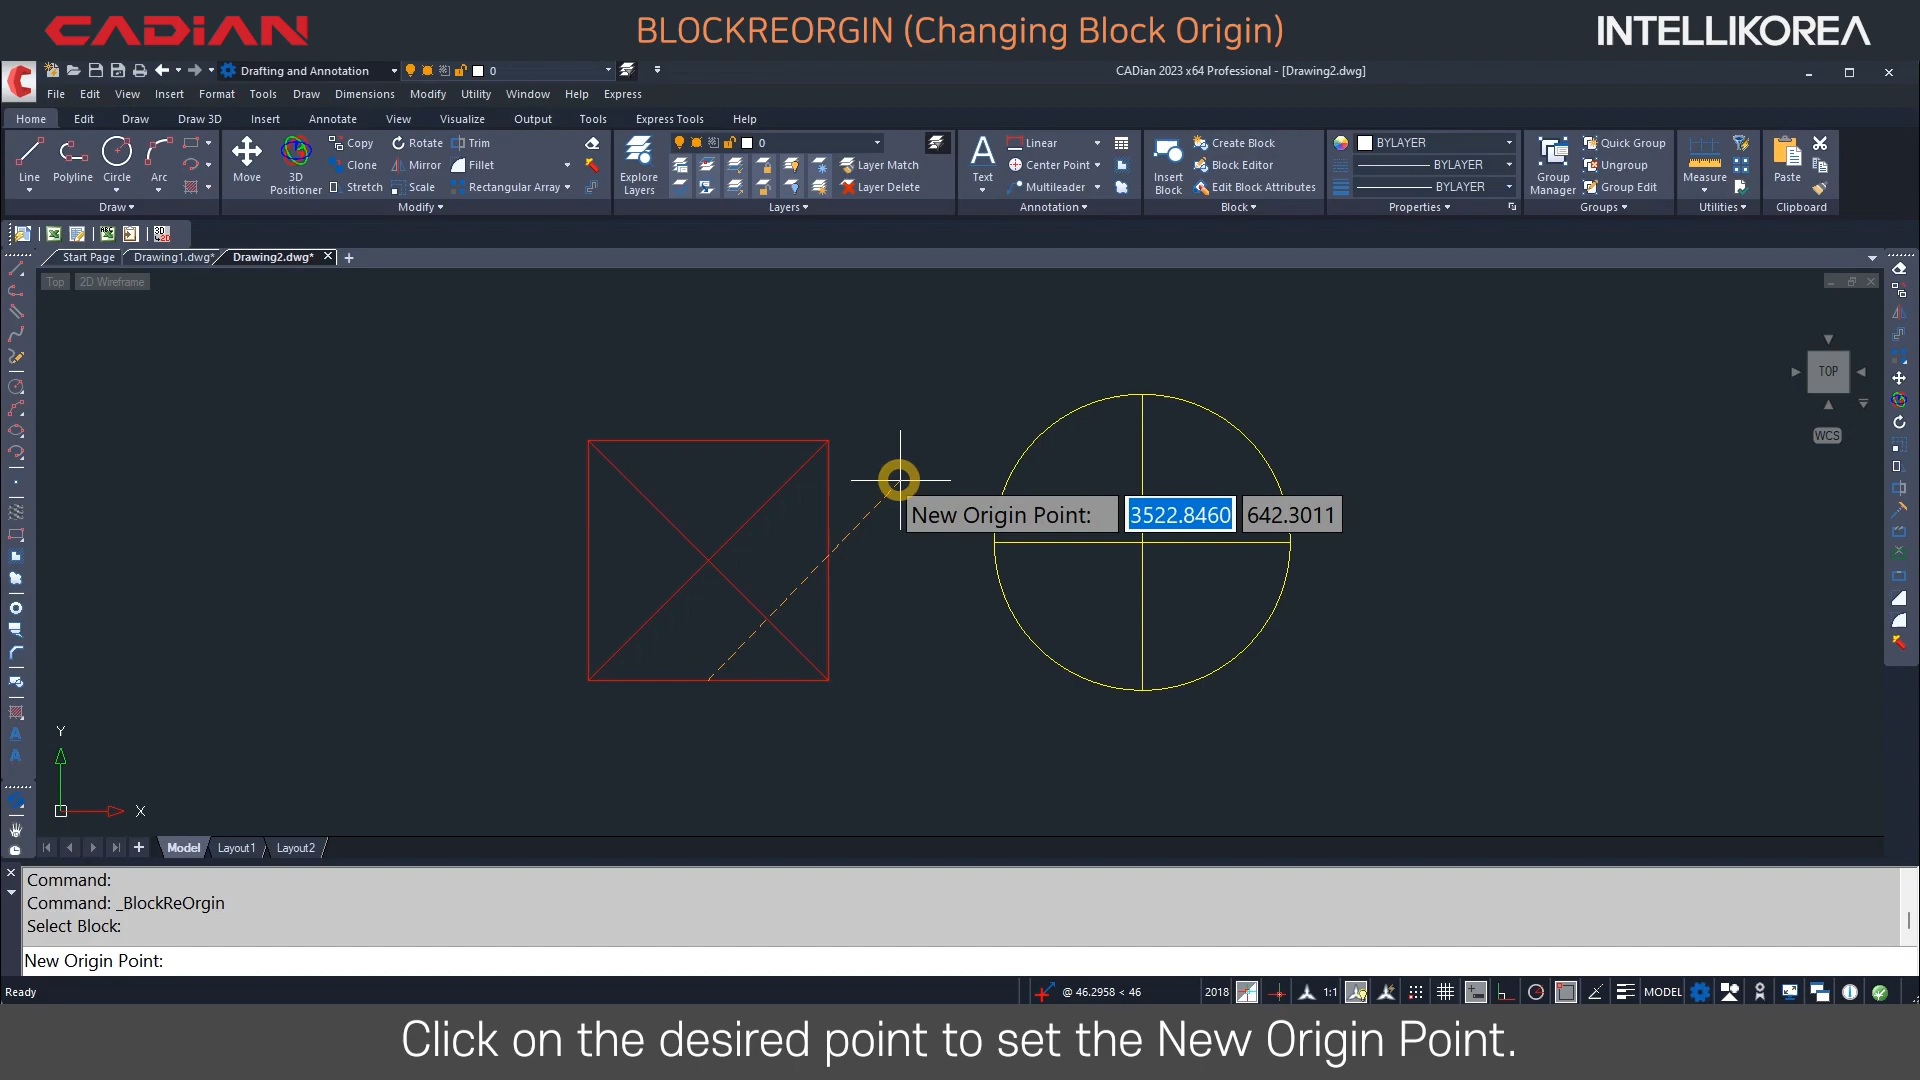 CADIAN
BLOCKREORGIN (Changing Block Origin)
INTELLIKOREA
Drafting and Annotation
0
CADian 2023 x64 Professional - [Drawing2.dwg]
File Edit View Insert Format Tools Draw Dimensions Modify Utility Window Help Express
Home Edit Draw Draw 3D Insert Annotate View Visualize Output Tools Express Tools Help
Line Polyline Circle Arc
Draw
Move
3D Positioner
Copy Rotate Trim
Clone Mirror Fillet
Stretch Scale Rectangular Array
Modify
Explore Layers
0
Layer Match
Layer Delete
Layers
Text
Linear
Center Point
Multileader
Annotation
Insert Block
Create Block
Block Editor
Edit Block Attributes
Block
BYLAYER
BYLAYER
BYLAYER
Properties
Group Manager
Quick Group
Ungroup
Group Edit
Groups
Measure
Utilities
Paste
Clipboard
Start Page Drawing1.dwg* Drawing2.dwg*
Top 2D Wireframe
TOP
WCS
New Origin Point: 3522.8460 642.3011
Y
X
Model Layout1 Layout2
Command:
Command: _BlockReOrgin
Select Block:
New Origin Point:
Ready
@ 46.2958 < 46
2018
1:1
MODEL
Click on the desired point to set the New Origin Point.